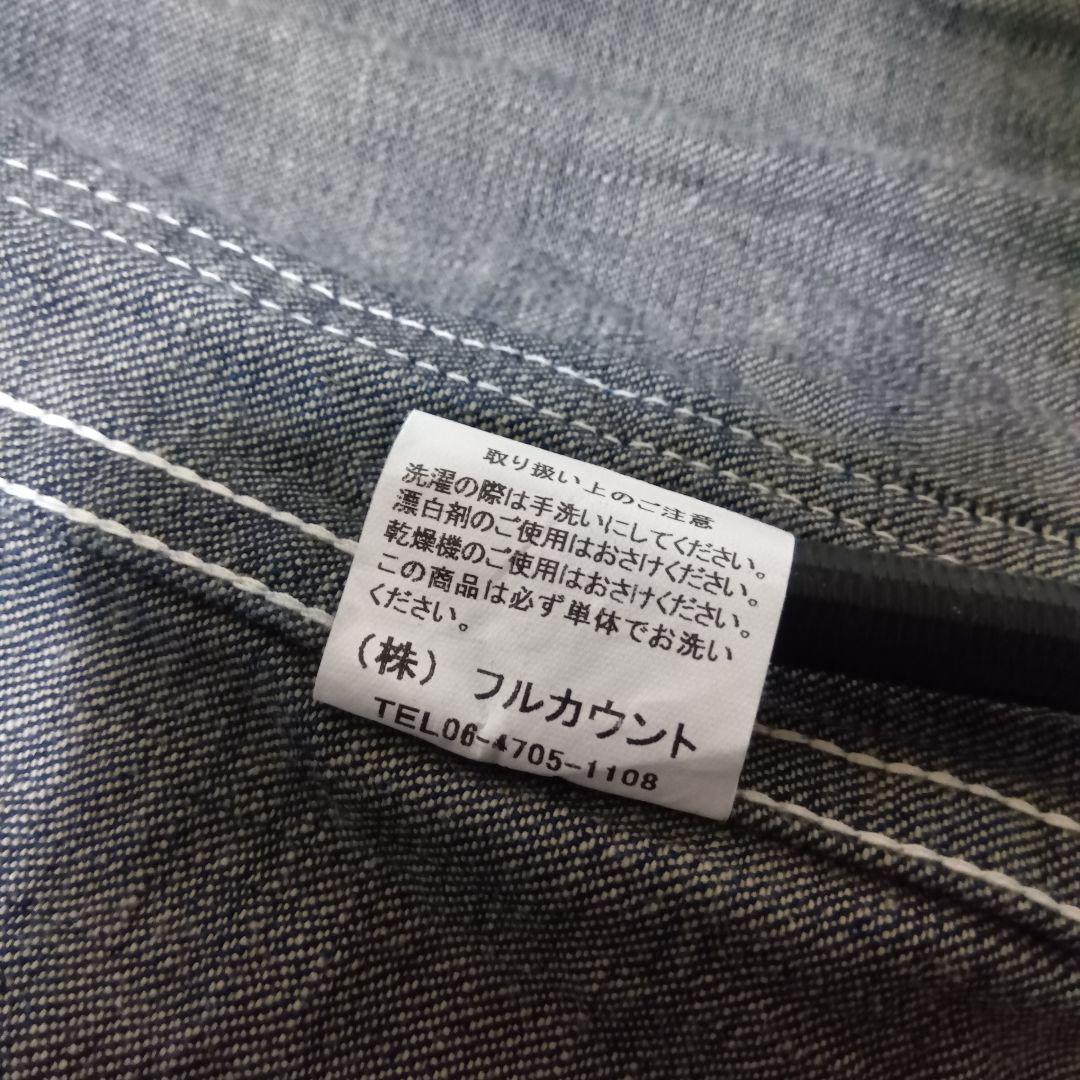 取り扱い上のご注意
洗濯の際は手洗いにしてください。
漂白剤のご使用はおさけください。
乾燥機のご使用はおさけください。
この商品は必ず単体でお洗い
ください。
（株） フルカウント
TEL06-4705-1108